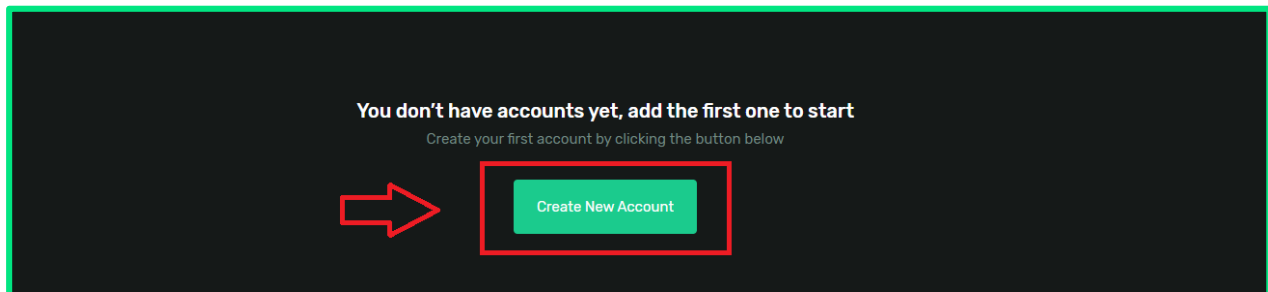 You don’t have accounts yet, add the first one to start
Create your first account by clicking the button below
Create New Account